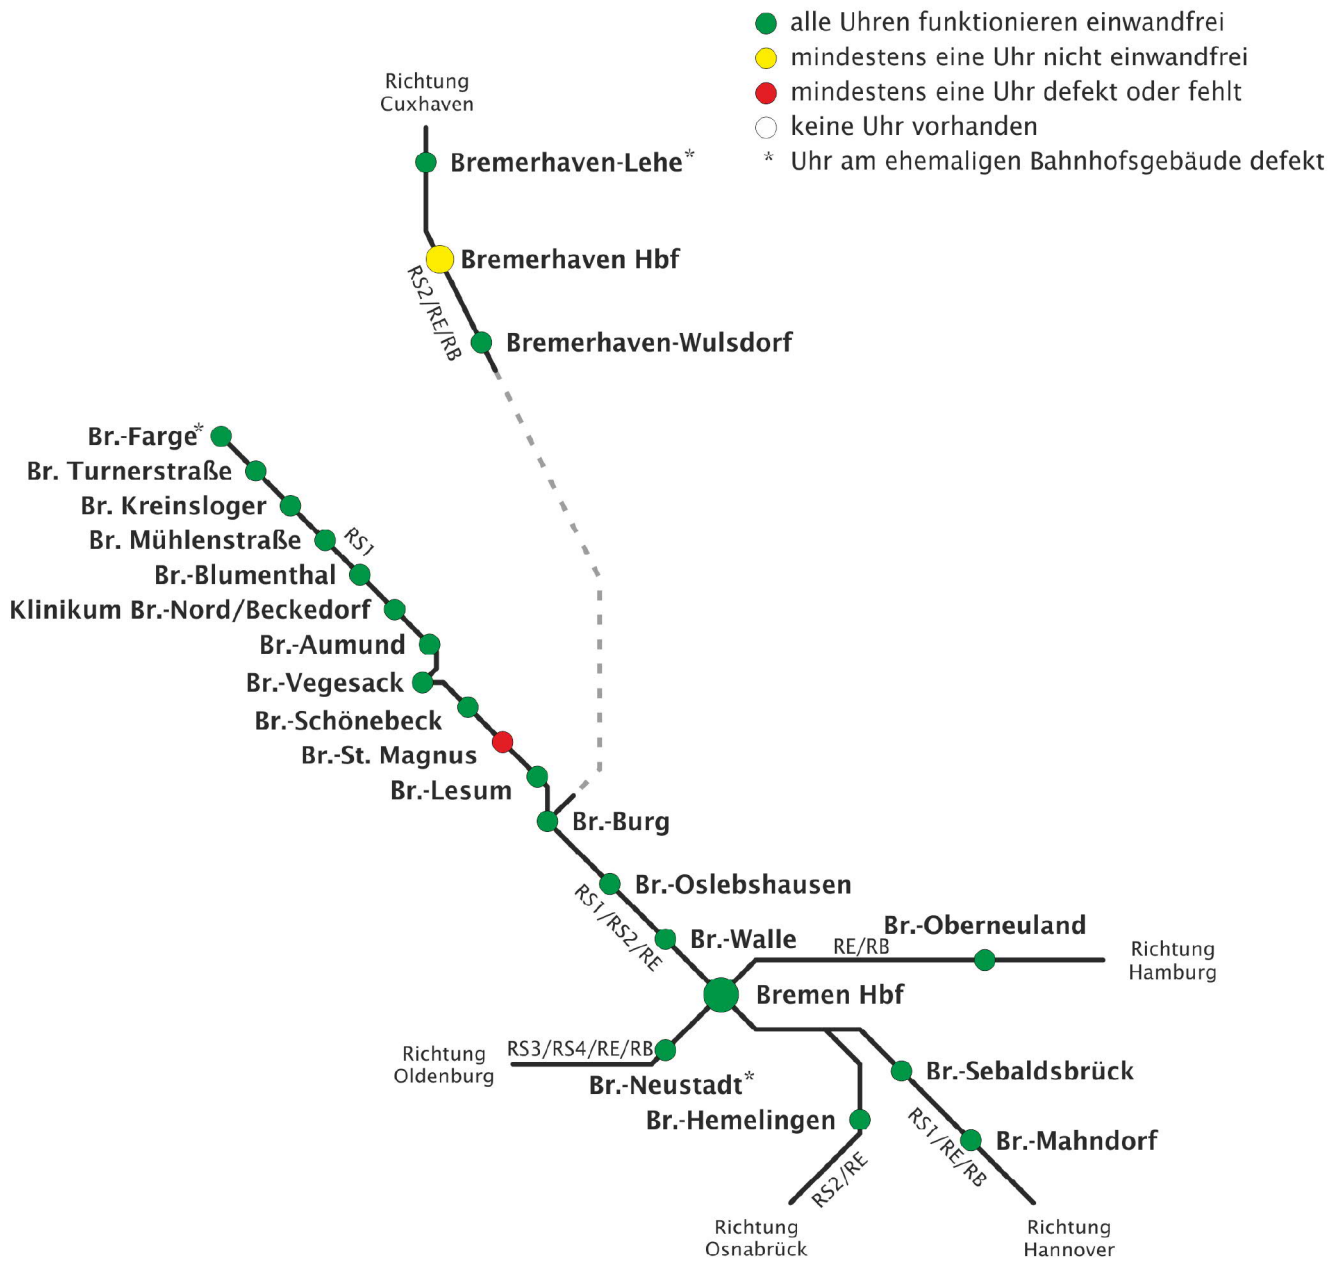 alle Uhren funktionieren einwandfrei
mindestens eine Uhr nicht einwandfrei
mindestens eine Uhr defekt oder fehlt
keine Uhr vorhanden
* Uhr am ehemaligen Bahnhofsgebäude defekt
Richtung
Cuxhaven
Bremerhaven-Lehe*
Bremerhaven Hbf
RS2/RE/RB
Bremerhaven-Wulsdorf
Br.-Farge*
Br. Turnerstraße
Br. Kreinsloger
Br. Mühlenstraße
RS1
Br.-Blumenthal
Klinikum Br.-Nord/Beckedorf
Br.-Aumund
Br.-Vegesack
Br.-Schönebeck
Br.-St. Magnus
Br.-Lesum
Br.-Burg
Br.-Oslebshausen
RS1/RS2/RE
Br.-Walle
Br.-Oberneuland
RE/RB
Richtung
Hamburg
Bremen Hbf
RS3/RS4/RE/RB
Richtung
Oldenburg
Br.-Neustadt*
Br.-Sebaldsbrück
Br.-Hemelingen
RS1/RE/RB
Br.-Mahndorf
RS2/RE
Richtung
Osnabrück
Richtung
Hannover